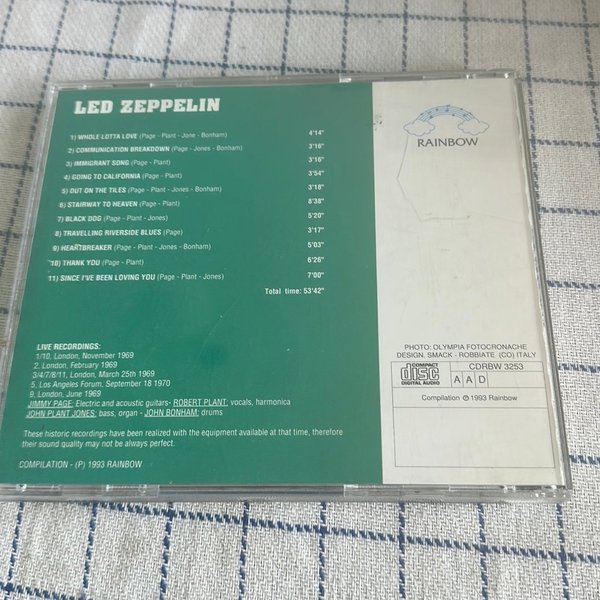 LED ZEPPELIN
1) WHOLE LOTTA LOVE (Page - Plant - Jone - Bonham) 4'14"
2) COMMUNICATION BREAKDOWN (Page - Jones - Bonham) 3'16"
3) IMMIGRANT SONG (Page - Plant) 3'16"
4) GOING TO CALIFORNIA (Page - Plant) 3'54"
5) OUT ON THE TILES (Page - Plant - Jones - Bonham) 3'18"
6) STAIRWAY TO HEAVEN (Page - Plant) 8'38"
7) BLACK DOG (Page - Plant - Jones) 5'20"
8) TRAVELLING RIVERSIDE BLUES (Page) 3'17"
9) HEARTBREAKER (Page - Plant - Jones - Bonham) 5'03"
10) THANK YOU (Page - Plant) 6'26"
11) SINCE I'VE BEEN LOVING YOU (Page - Plant - Jones) 7'00"
Total time: 53'42"
LIVE RECORDINGS:
1/10, London, November 1969
2, London, February 1969
3/4/7/8/11, London, March 25th 1969
5, Los Angeles Forum, September 18 1970
9, London, June 1969
JIMMY PAGE; Electric and acoustic guitars- ROBERT PLANT; vocals, harmonica
JOHN PLANT JONES; bass, organ - JOHN BONHAM; drums
These historic recordings have been realized with the equipment available at that time, therefore
their sound quality may not be always perfect.
COMPILATION - (P) 1993 RAINBOW
RAINBOW
PHOTO: OLYMPIA FOTOCRONACHE
DESIGN. SMACK - ROBBIATE (CO) ITALY
COMPACT
disc
DIGITAL AUDIO
CDRBW 3253
A A D
Compilation ℗ 1993 Rainbow